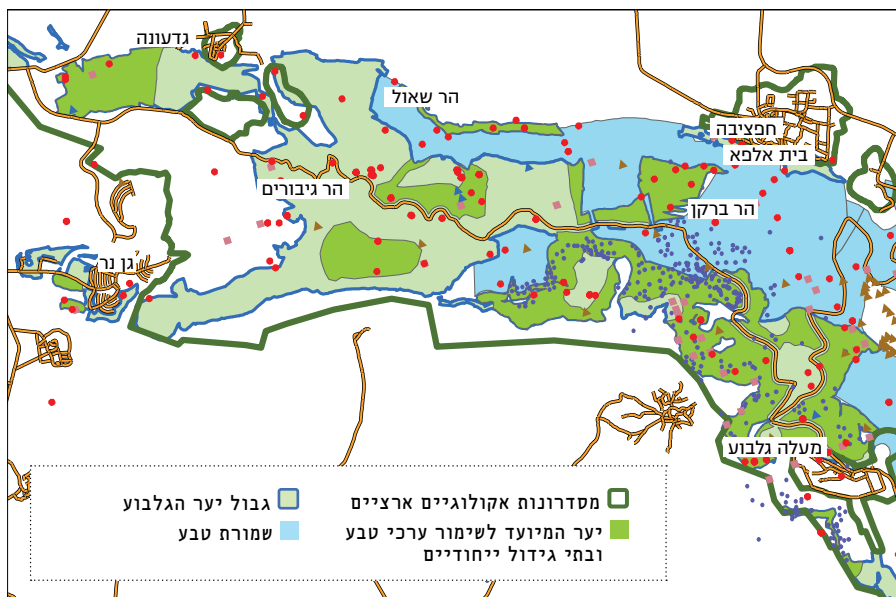 גדעונה
הר שאול
חפציבה
בית אלפא
הר גיבורים
הר ברקן
גן נר
מעלה גלבוע
מסדרונות אקולוגיים ארציים
יער המיועד לשימור ערכי טבע
ובתי גידול ייחודיים
גבול יער הגלבוע
שמורת טבע